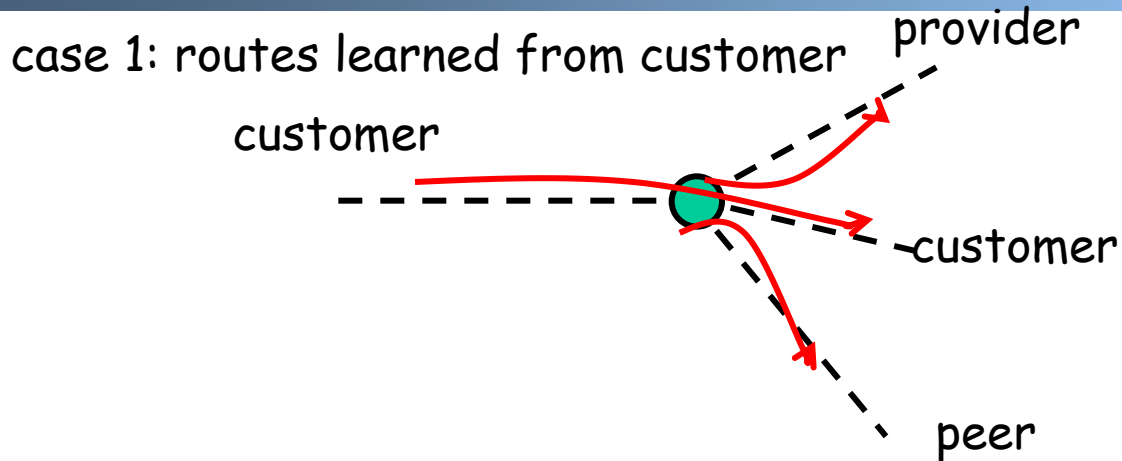 provider
case 1: routes learned from customer
customer
customer
peer